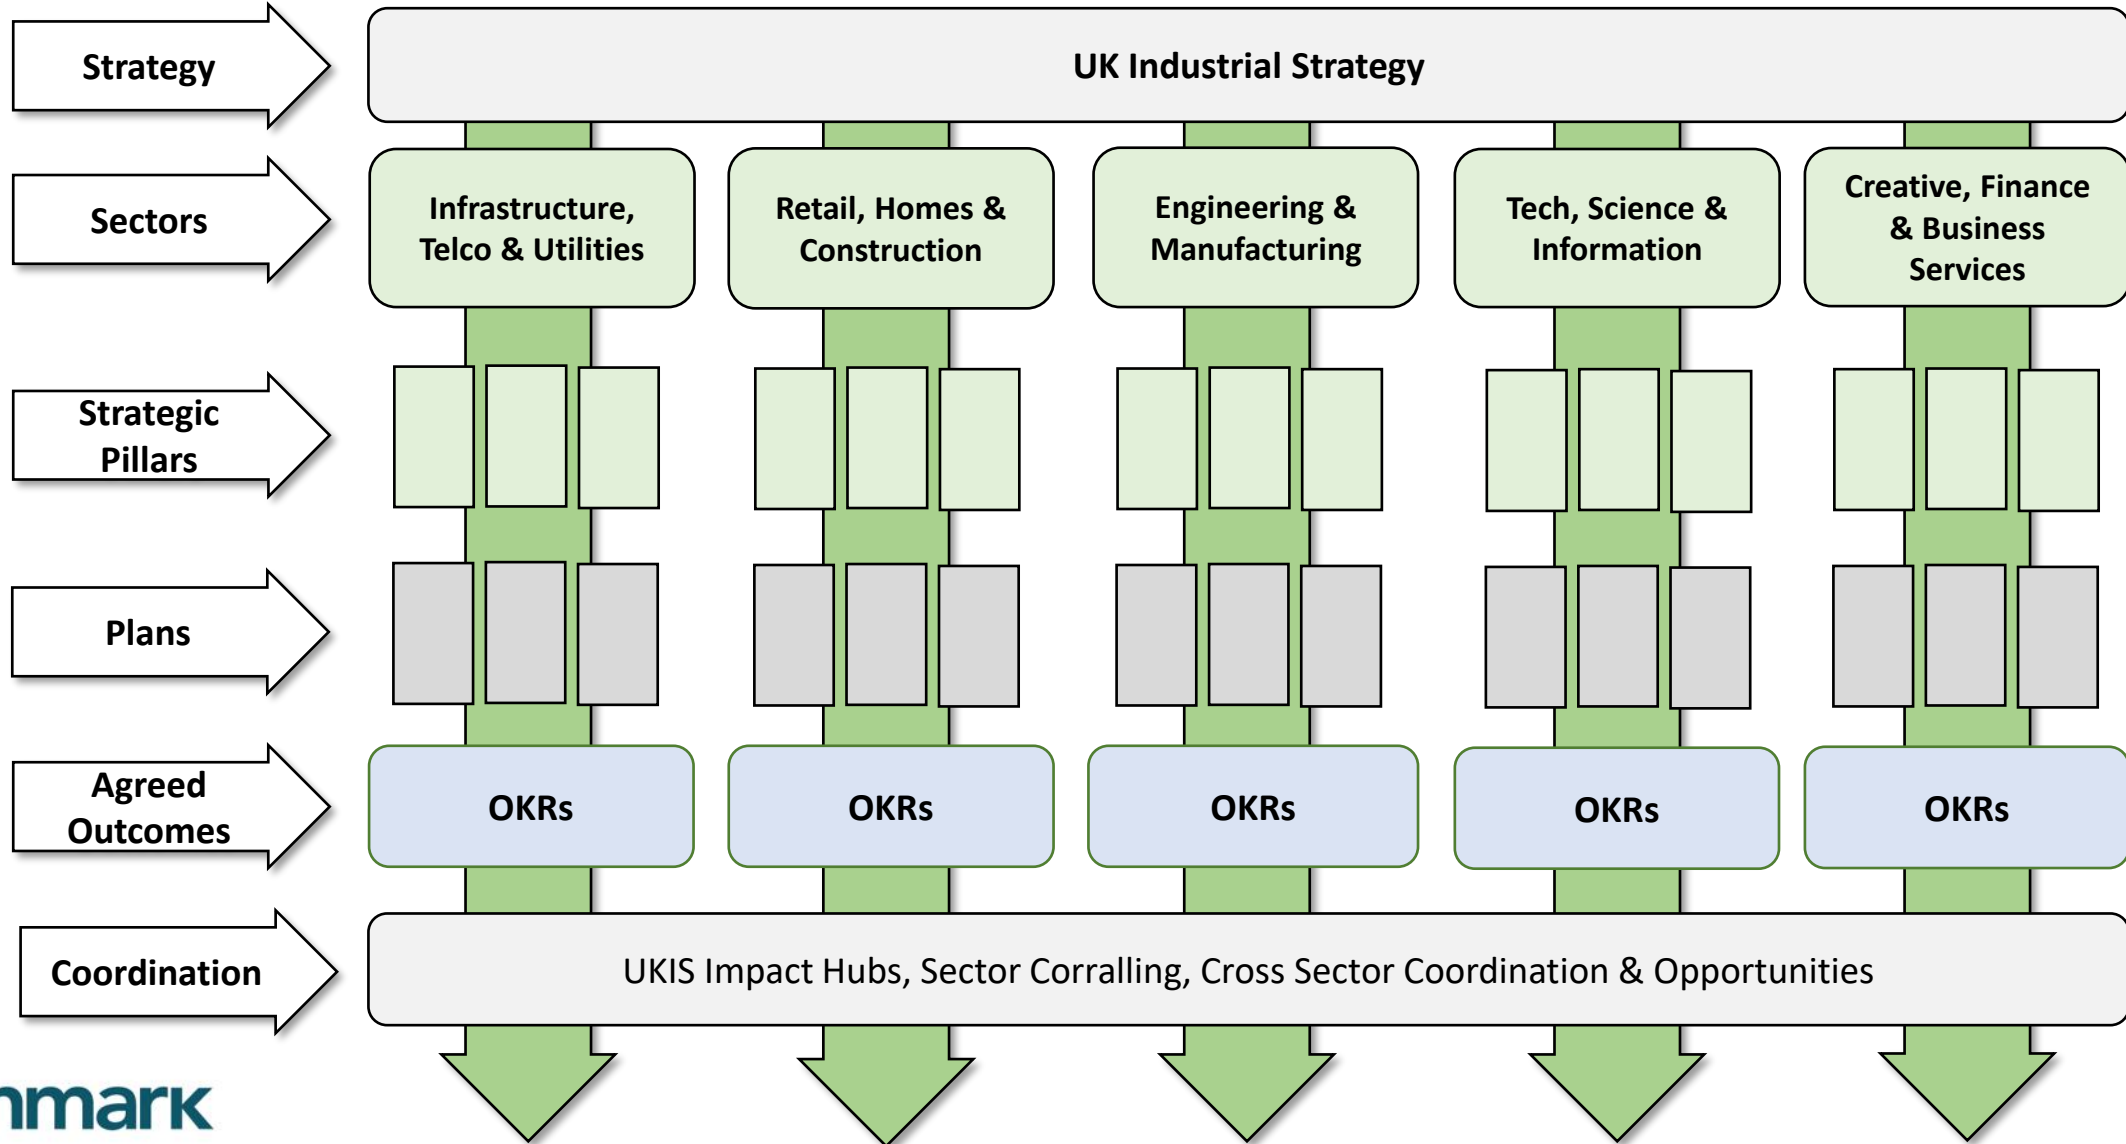 Strategy
UK Industrial Strategy
Sectors
Infrastructure,
Telco & Utilities
Retail, Homes &
Construction
Engineering &
Manufacturing
Tech, Science &
Information
Creative, Finance
& Business
Services
Strategic
Pillars
Plans
Agreed
Outcomes
OKRs
OKRs
OKRs
OKRs
OKRs
Coordination
UKIS Impact Hubs, Sector Corralling, Cross Sector Coordination & Opportunities